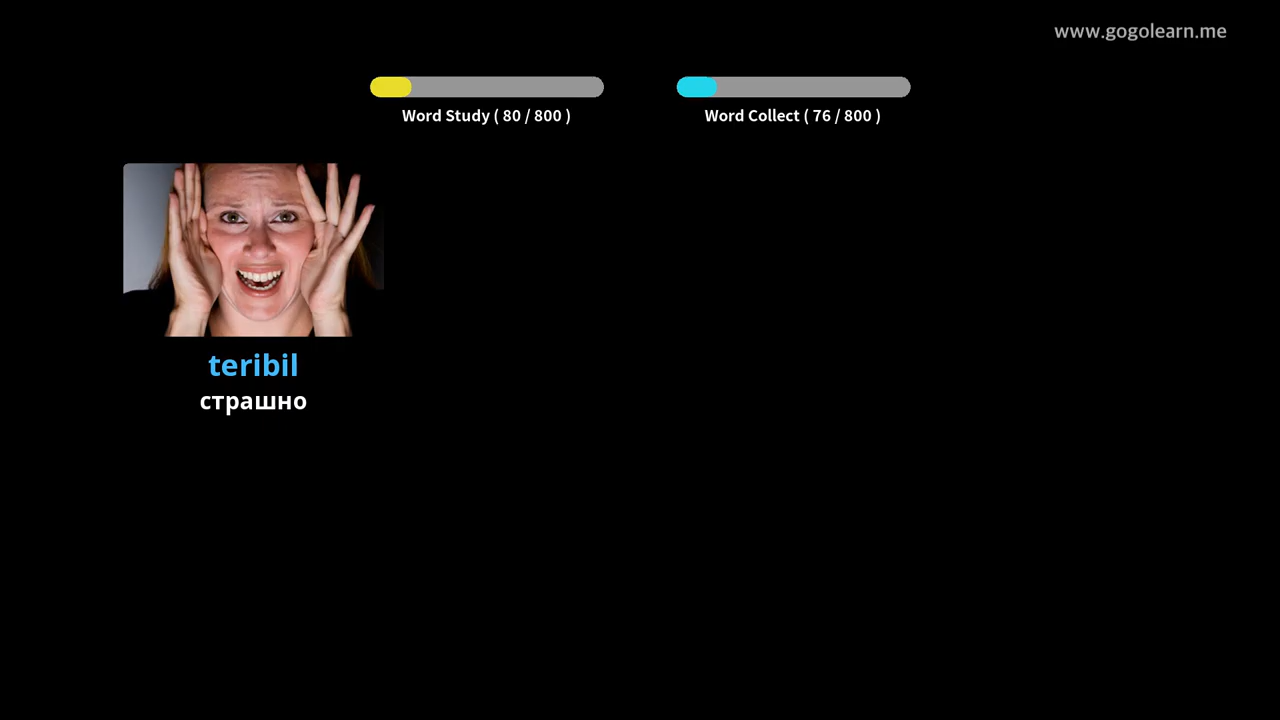 www.gogolearn.me
Word Study ( 80 / 800 )
Word Collect ( 76 / 800 )
teribil
страшно